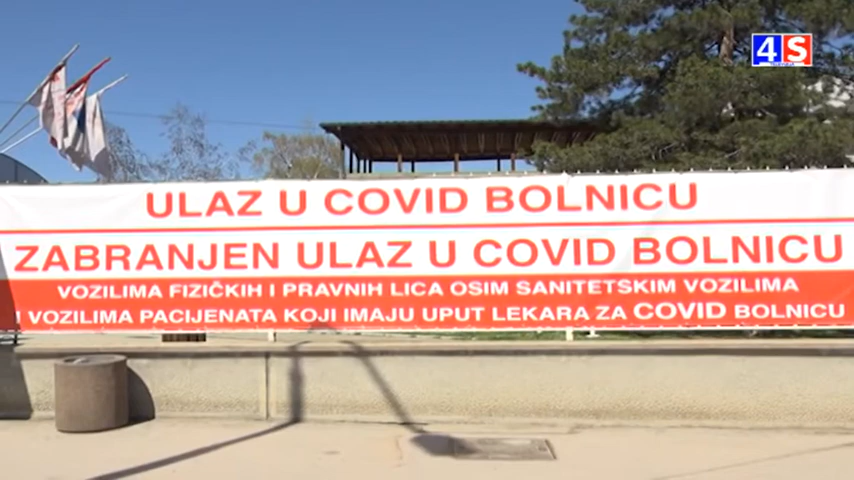 4S
ULAZ U COVID BOLNICU
ZABRANJEN ULAZ U COVID BOLNICU
VOZILIMA FIZIČKIH I PRAVNIH LICA OSIM SANITETSKIM VOZILIMA
I VOZILIMA PACIJENATA KOJI IMAJU UPUT LEKARA ZA COVID BOLNICU